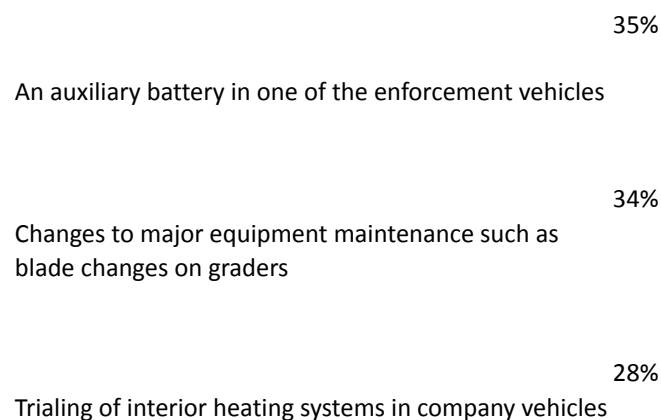 35%
An auxiliary battery in one of the enforcement vehicles
34%
Changes to major equipment maintenance such as
blade changes on graders
28%
Trialing of interior heating systems in company vehicles